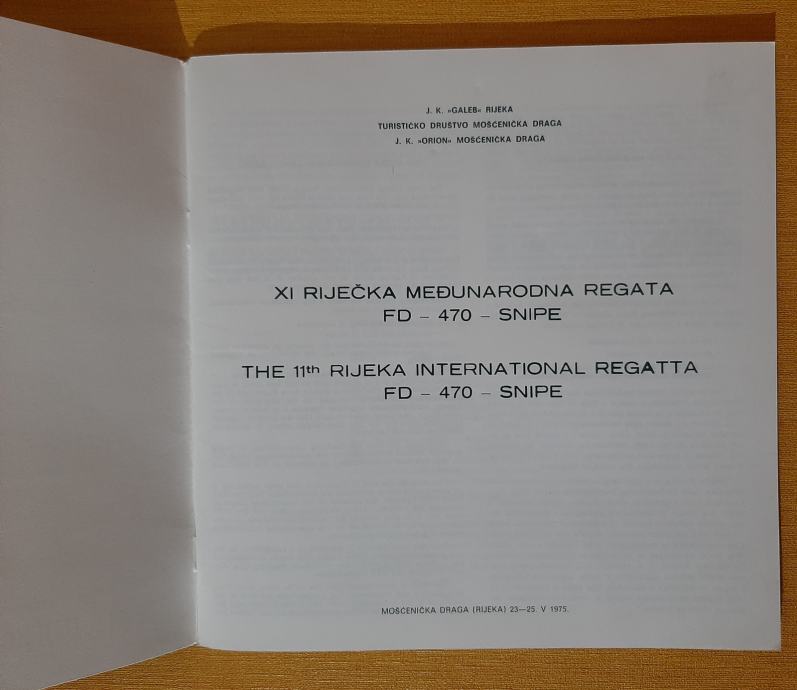 J. K. »GALEB« RIJEKA
TURISTIČKO DRUŠTVO MOŠĆENIČKA DRAGA
J. K. »ORION« MOŠĆENIČKA DRAGA
XI RIJEČKA MEĐUNARODNA REGATA
FD – 470 – SNIPE
THE 11th RIJEKA INTERNATIONAL REGATTA
FD – 470 – SNIPE
MOŠĆENIČKA DRAGA (RIJEKA) 23—25. V 1975.